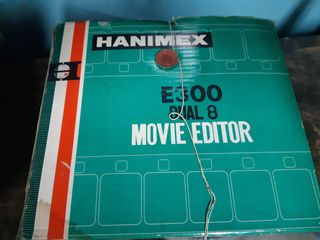 HANIMEX
E300
DUAL 8
MOVIE EDITOR